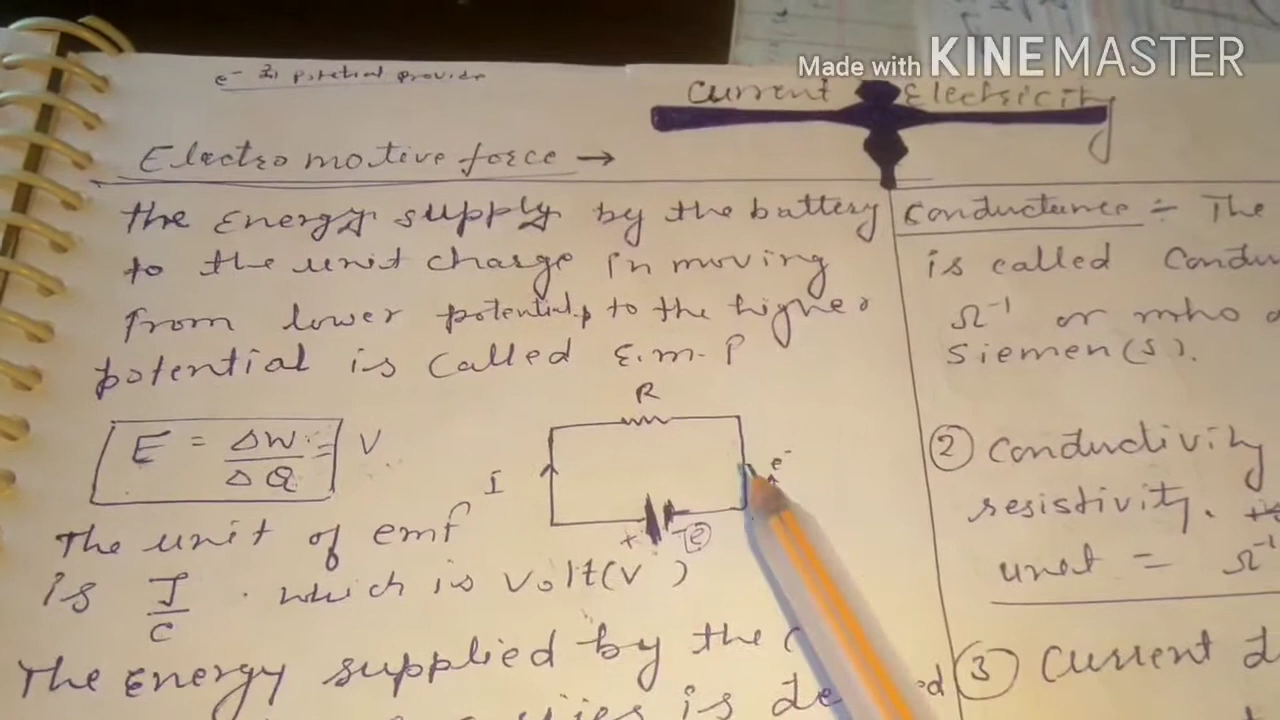 Made with KINEMASTER
e⁻
Current Electricity
Electromotive force →
the Energy supply by the battery
to the unit charge in moving
from lower potential to the higher
potential is called E.m.f
E = ΔW/ΔQ = V
R
I
e⁻
+ - e
The unit of emf
is J/C . which is Volt(V)
The Energy supplied by the
is
Conductance ÷ The
is called Condu
Ω⁻¹ or mho o
Siemen(S).
② Conductivity
resistivity.
unit = Ω⁻¹
③ Current